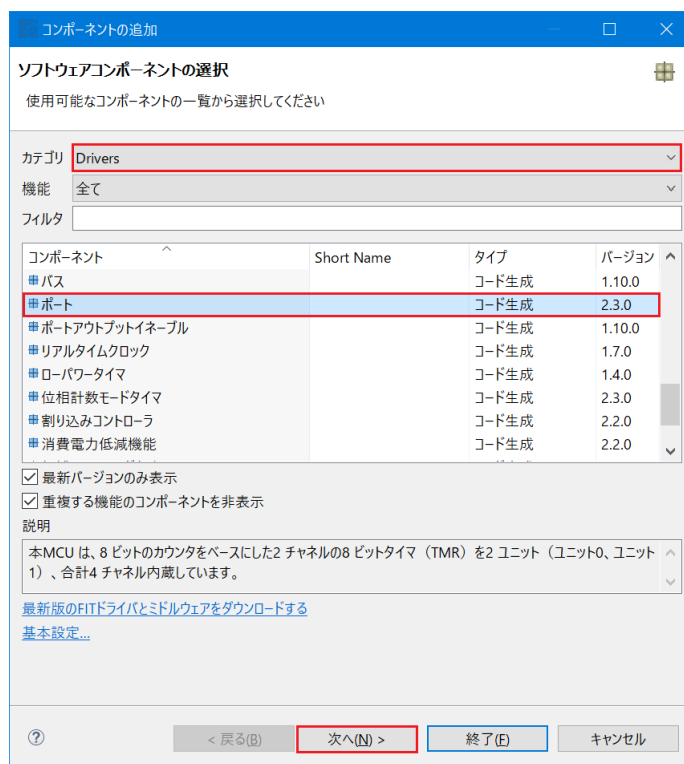 コンポーネントの追加
ソフトウェアコンポーネントの選択
使用可能なコンポーネントの一覧から選択してください
カテゴリ Drivers
機能 全て
フィルタ
コンポーネント Short Name タイプ バージョン
バス コード生成 1.10.0
ポート コード生成 2.3.0
ポートアウトプットイネーブル コード生成 1.10.0
リアルタイムクロック コード生成 1.7.0
ローパワータイマ コード生成 1.4.0
位相計数モードタイマ コード生成 2.3.0
割り込みコントローラ コード生成 2.2.0
消費電力低減機能 コード生成 2.2.0
最新バージョンのみ表示
重複する機能のコンポーネントを非表示
説明
本MCU は、8 ビットのカウンタをベースにした2 チャネルの8 ビットタイマ（TMR）を2 ユニット（ユニット0、ユニット
1）、合計4 チャネル内蔵しています。
最新版のFITドライバとミドルウェアをダウンロードする
基本設定...
< 戻る(B) 次へ(N) > 終了(F) キャンセル